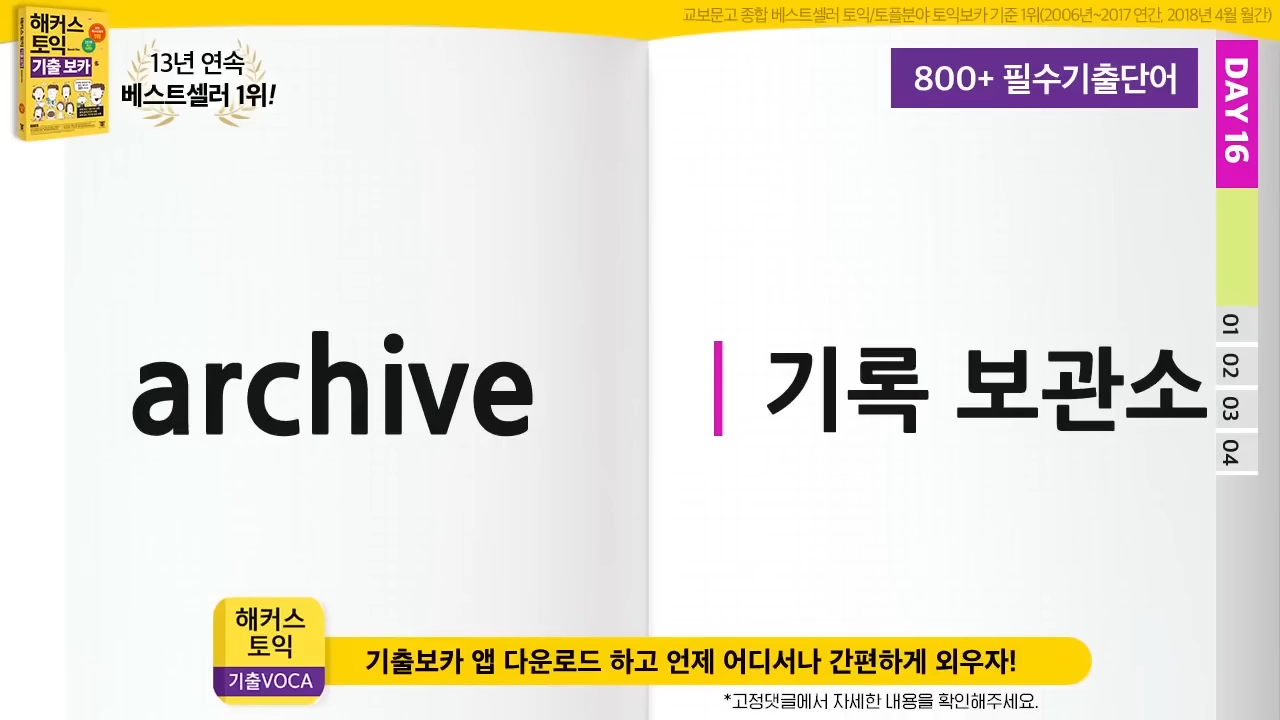 교보문고 종합 베스트셀러 토익/토플분야 토익보카 기준 1위(2006년~2017 연간, 2018년 4월 월간)
해커스
토익
기출 보카
13년 연속
베스트셀러 1위!
800+ 필수기출단어
DAY 16
archive
기록 보관소
01
02
03
04
해커스
토익
기출VOCA
기출보카 앱 다운로드 하고 언제 어디서나 간편하게 외우자!
*고정댓글에서 자세한 내용을 확인해주세요.